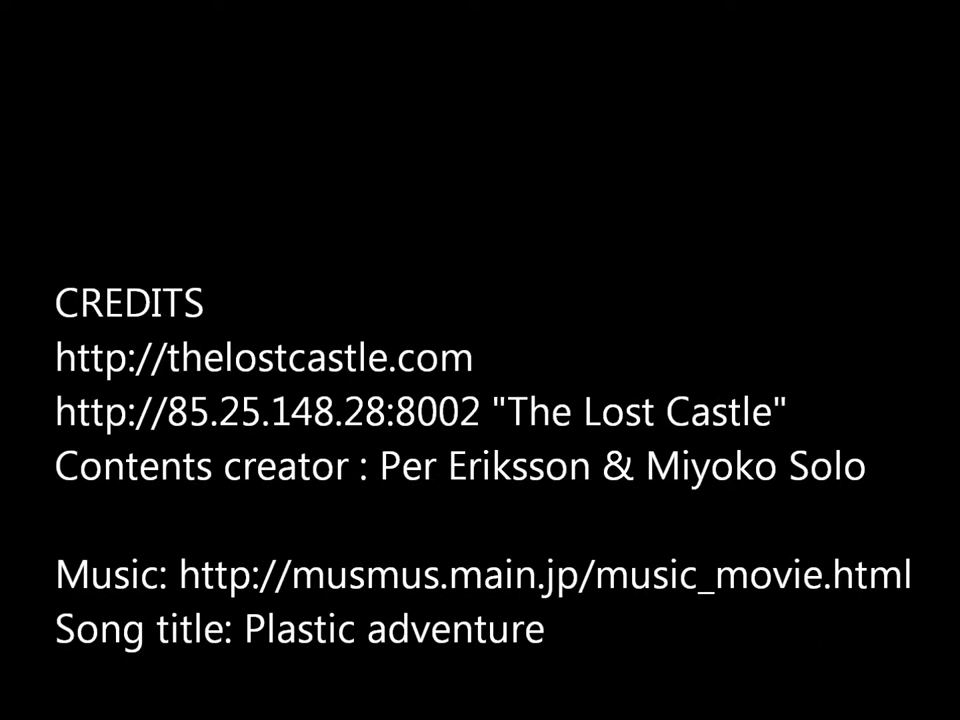 CREDITS
http://thelostcastle.com
http://85.25.148.28:8002 "The Lost Castle"
Contents creator : Per Eriksson & Miyoko Solo
Music: http://musmus.main.jp/music_movie.html
Song title: Plastic adventure